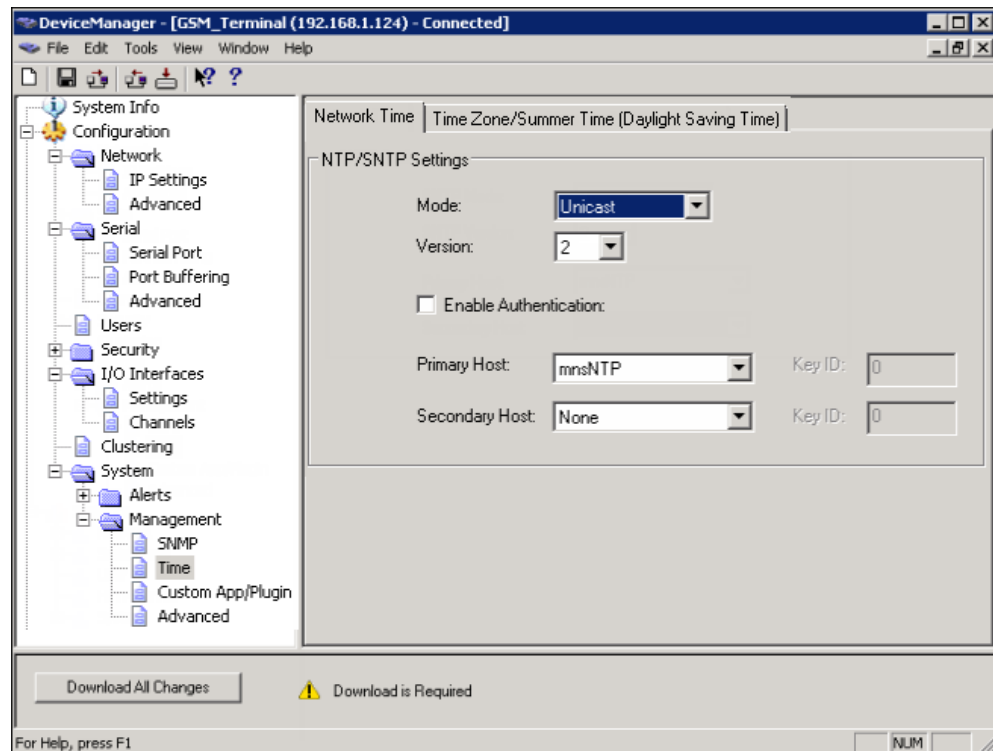 DeviceManager - [GSM_Terminal (192.168.1.124) - Connected]
File Edit Tools View Window Help
System Info
Configuration
Network
IP Settings
Advanced
Serial
Serial Port
Port Buffering
Advanced
Users
Security
I/O Interfaces
Settings
Channels
Clustering
System
Alerts
Management
SNMP
Time
Custom App/Plugin
Advanced
Network Time
Time Zone/Summer Time (Daylight Saving Time)
NTP/SNTP Settings
Mode: Unicast
Version: 2
Enable Authentication:
Primary Host: mnsNTP Key ID: 0
Secondary Host: None Key ID: 0
Download All Changes
Download is Required
For Help, press F1
NUM